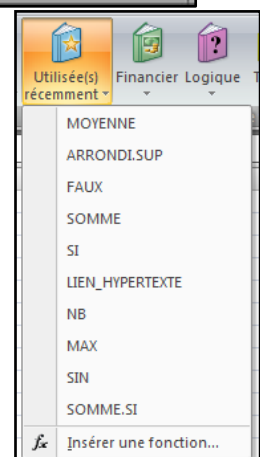 Utilisée(s) Financier Logique T
récemment
MOYENNE
ARRONDI.SUP
FAUX
SOMME
SI
LIEN_HYPERTEXTE
NB
MAX
SIN
SOMME.SI
fx Insérer une fonction...